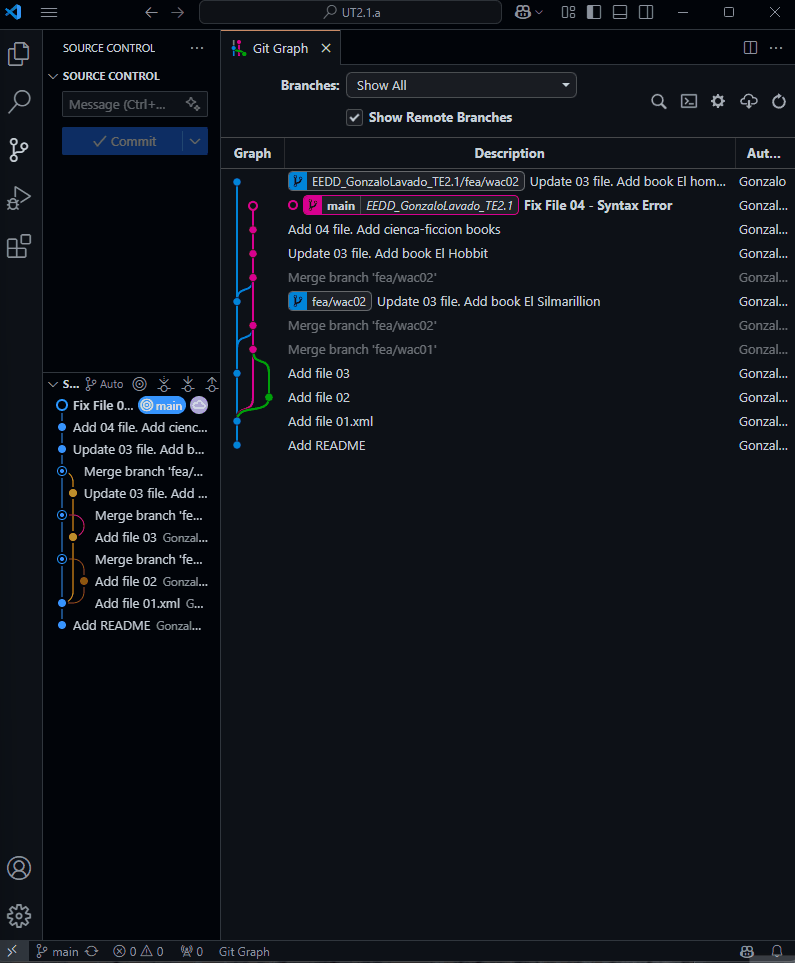 UT2.1.a
SOURCE CONTROL
SOURCE CONTROL
Message (Ctrl+...
Commit
S... Auto
Fix File 0... main
Add 04 file. Add cienc...
Update 03 file. Add b...
Merge branch 'fea/...
Update 03 file. Add ...
Merge branch 'fe...
Add file 03 Gonzal...
Merge branch 'fe...
Add file 02 Gonzal...
Add file 01.xml G...
Add README Gonzal...
Git Graph
Branches: Show All
Show Remote Branches
Graph Description Aut...
EEDD_GonzaloLavado_TE2.1/fea/wac02 Update 03 file. Add book El hom... Gonzalo
main EEDD_GonzaloLavado_TE2.1 Fix File 04 - Syntax Error Gonzal...
Add 04 file. Add cienca-ficcion books Gonzal...
Update 03 file. Add book El Hobbit Gonzal...
Merge branch 'fea/wac02' Gonzal...
fea/wac02 Update 03 file. Add book El Silmarillion Gonzal...
Merge branch 'fea/wac02' Gonzal...
Merge branch 'fea/wac01' Gonzal...
Add file 03 Gonzal...
Add file 02 Gonzal...
Add file 01.xml Gonzal...
Add README Gonzal...
main 0 0 0 Git Graph